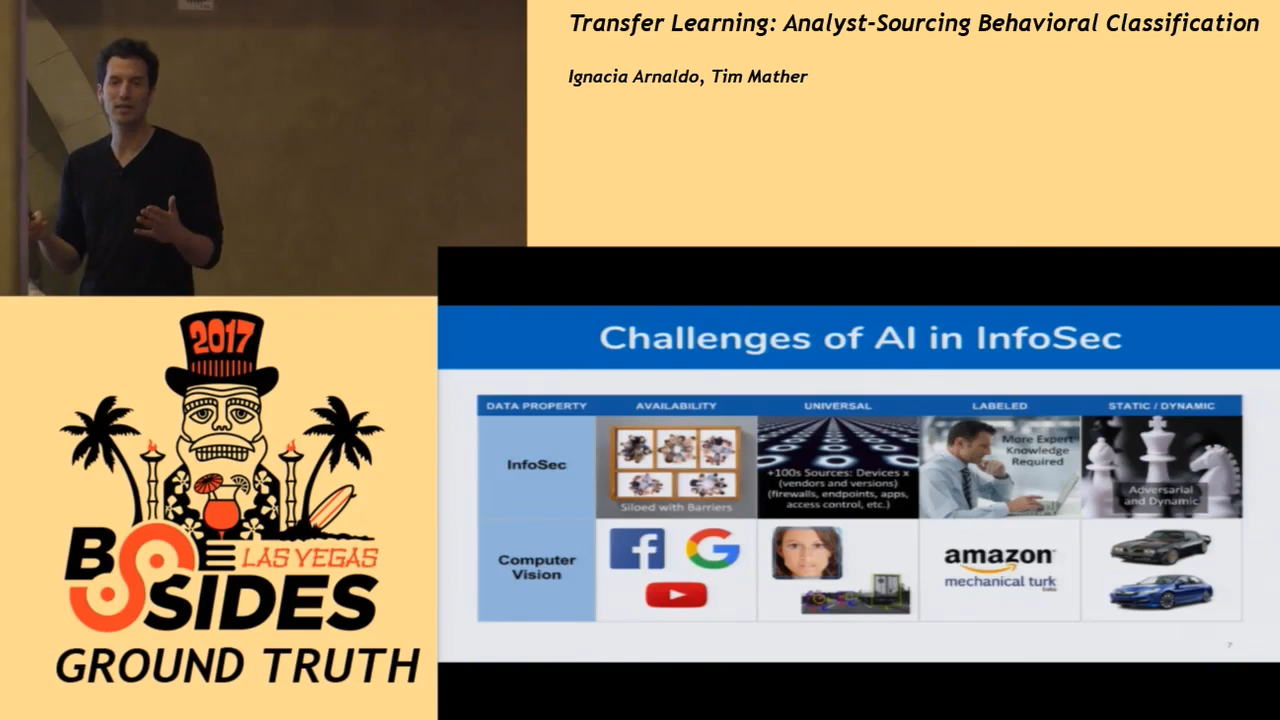 Transfer Learning: Analyst-Sourcing Behavioral Classification
Ignacia Arnaldo, Tim Mather
2017
BSIDES
LAS VEGAS
GROUND TRUTH
Challenges of AI in InfoSec
DATA PROPERTY
AVAILABILITY
UNIVERSAL
LABELED
STATIC / DYNAMIC
InfoSec
Siloed with Barriers
+100s Sources: Devices x
(vendors and versions)
(firewalls, endpoints, apps,
access control, etc.)
More Expert
Knowledge
Required
Adversarial
and Dynamic
Computer
Vision
amazon
mechanical turk
7